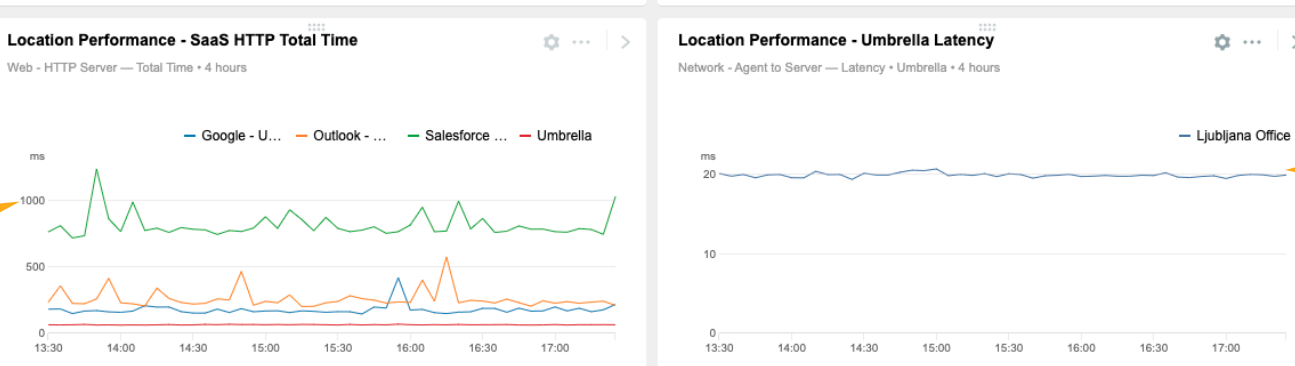 Location Performance - SaaS HTTP Total Time
Web - HTTP Server — Total Time • 4 hours
Google - U... Outlook - ... Salesforce ... Umbrella
ms
1000
500
0
13:30 14:00 14:30 15:00 15:30 16:00 16:30 17:00
Location Performance - Umbrella Latency
Network - Agent to Server — Latency • Umbrella • 4 hours
Ljubljana Office
ms
20
10
0
13:30 14:00 14:30 15:00 15:30 16:00 16:30 17:00